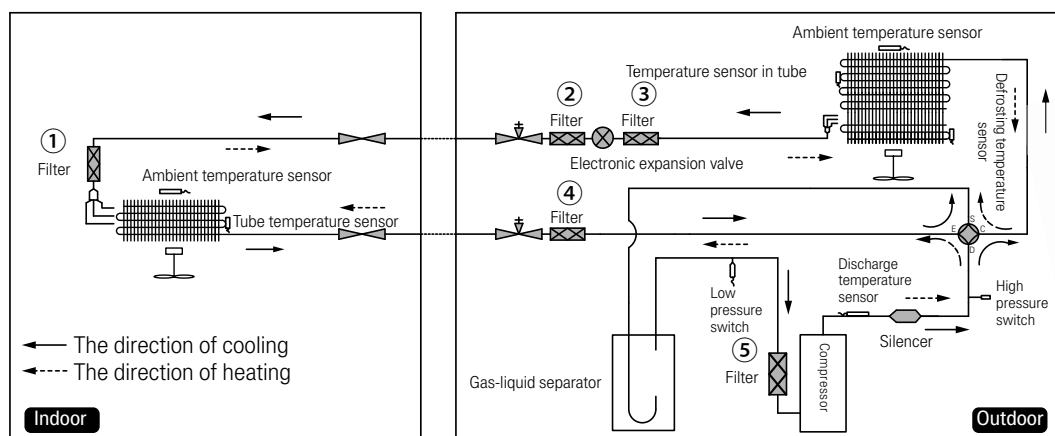 Ambient temperature sensor
Temperature sensor in tube
Defrosting temperature
sensor
①
Filter
②
Filter
③
Filter
Electronic expansion valve
Ambient temperature sensor
Tube temperature sensor
④
Filter
S
E
C
D
Low
pressure
switch
Discharge
temperature
sensor
High
pressure
switch
Silencer
⑤
Filter
Compressor
Gas-liquid separator
The direction of cooling
The direction of heating
Indoor
Outdoor